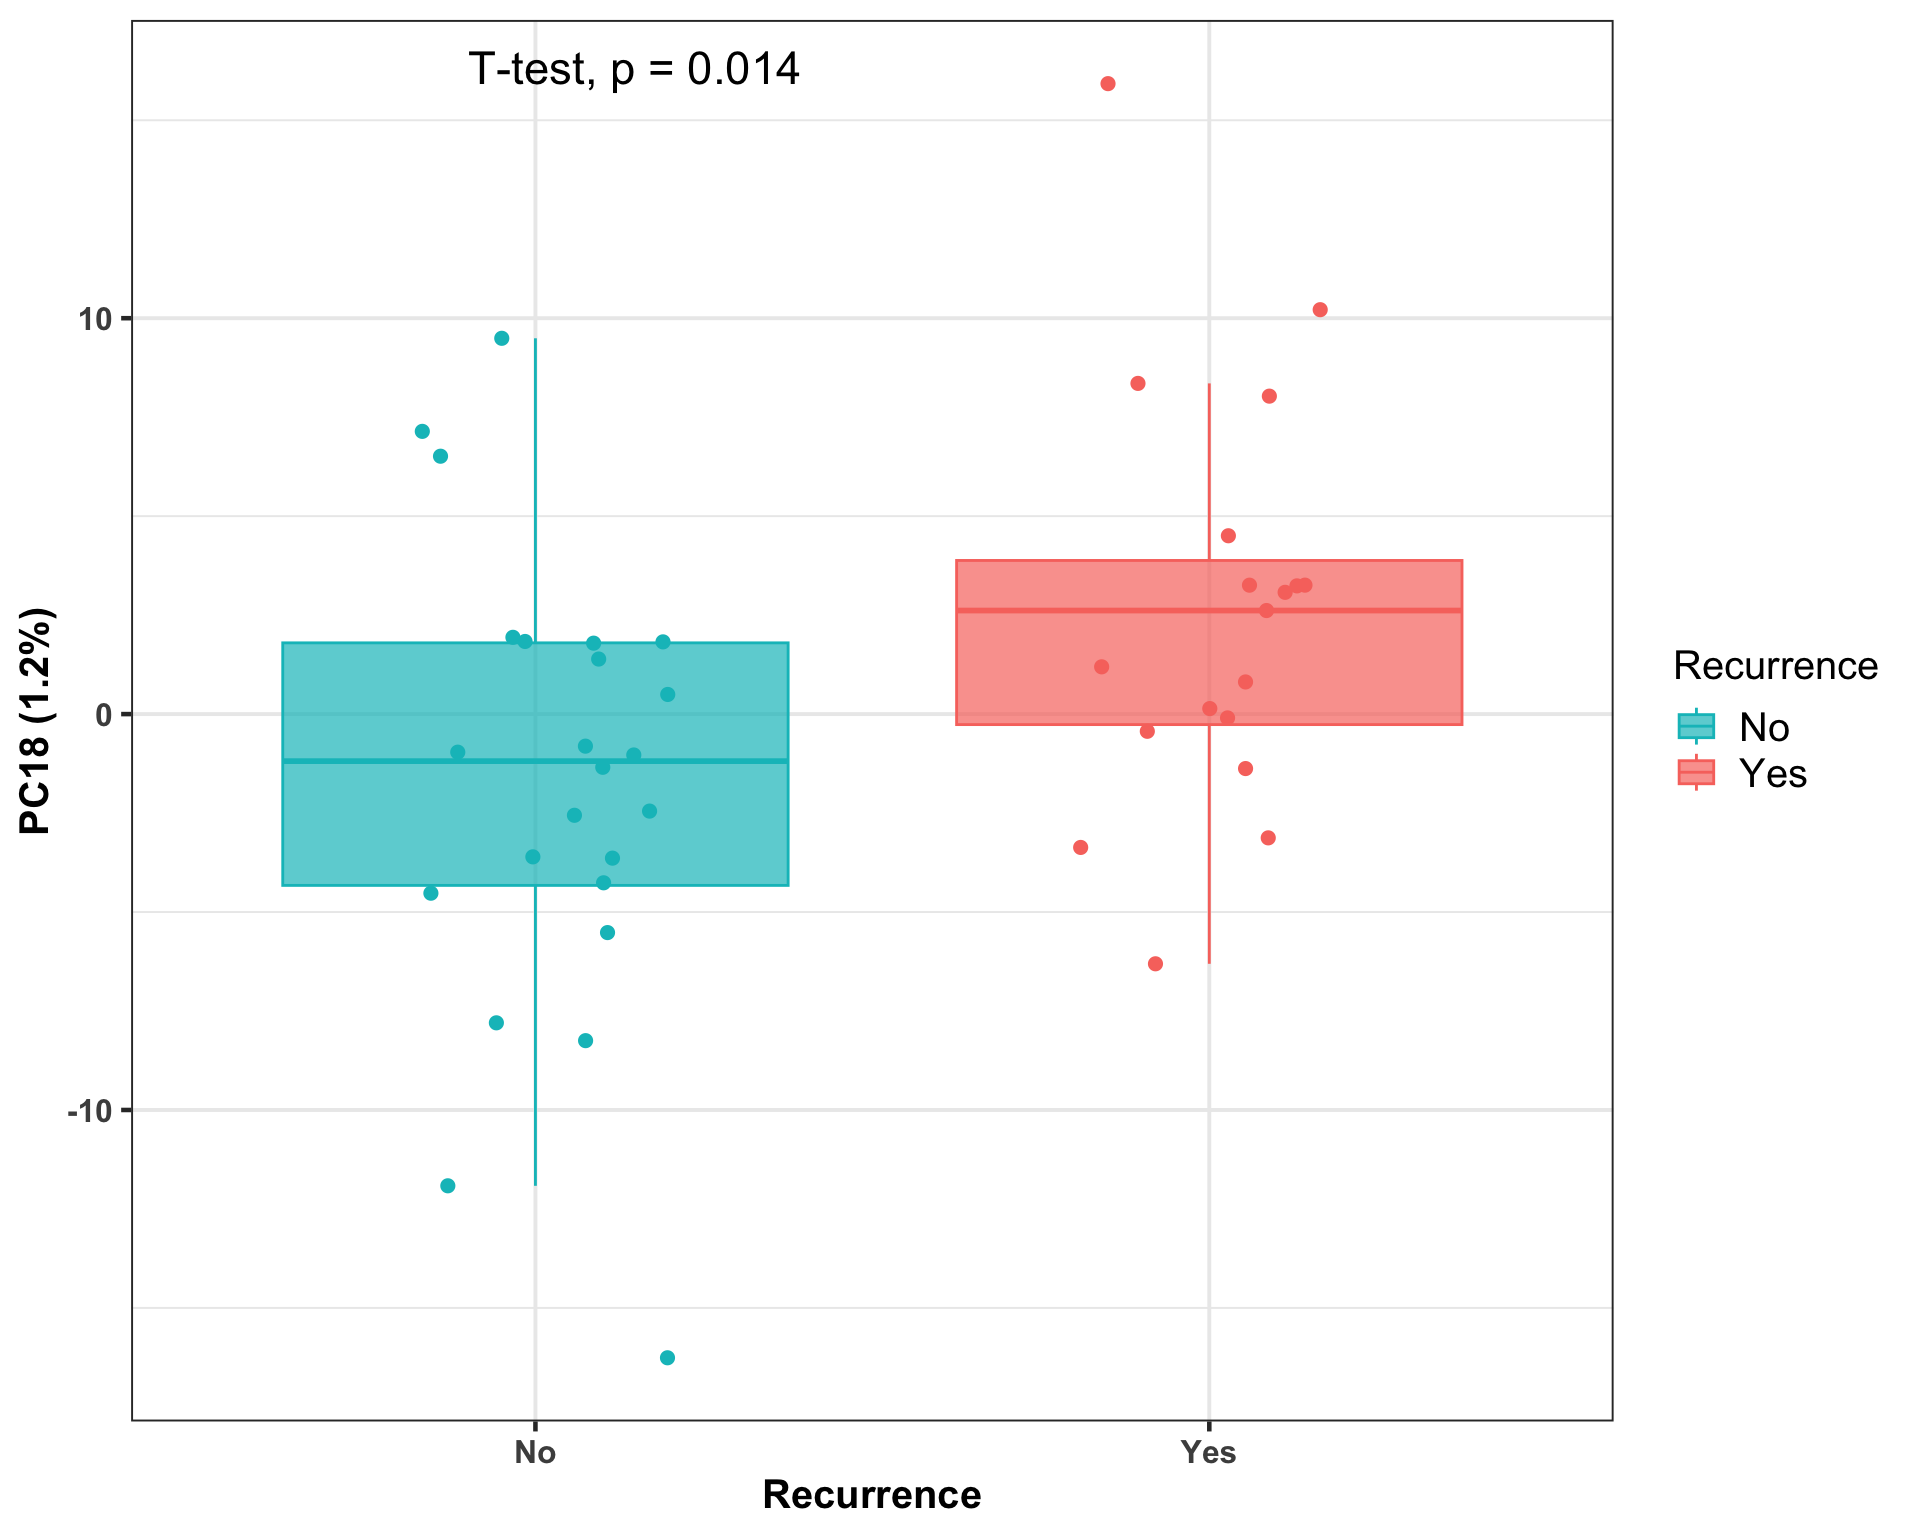 T-test, p = 0.014
10
0
-10
PC18 (1.2%)
No
Yes
Recurrence
Recurrence
No
Yes